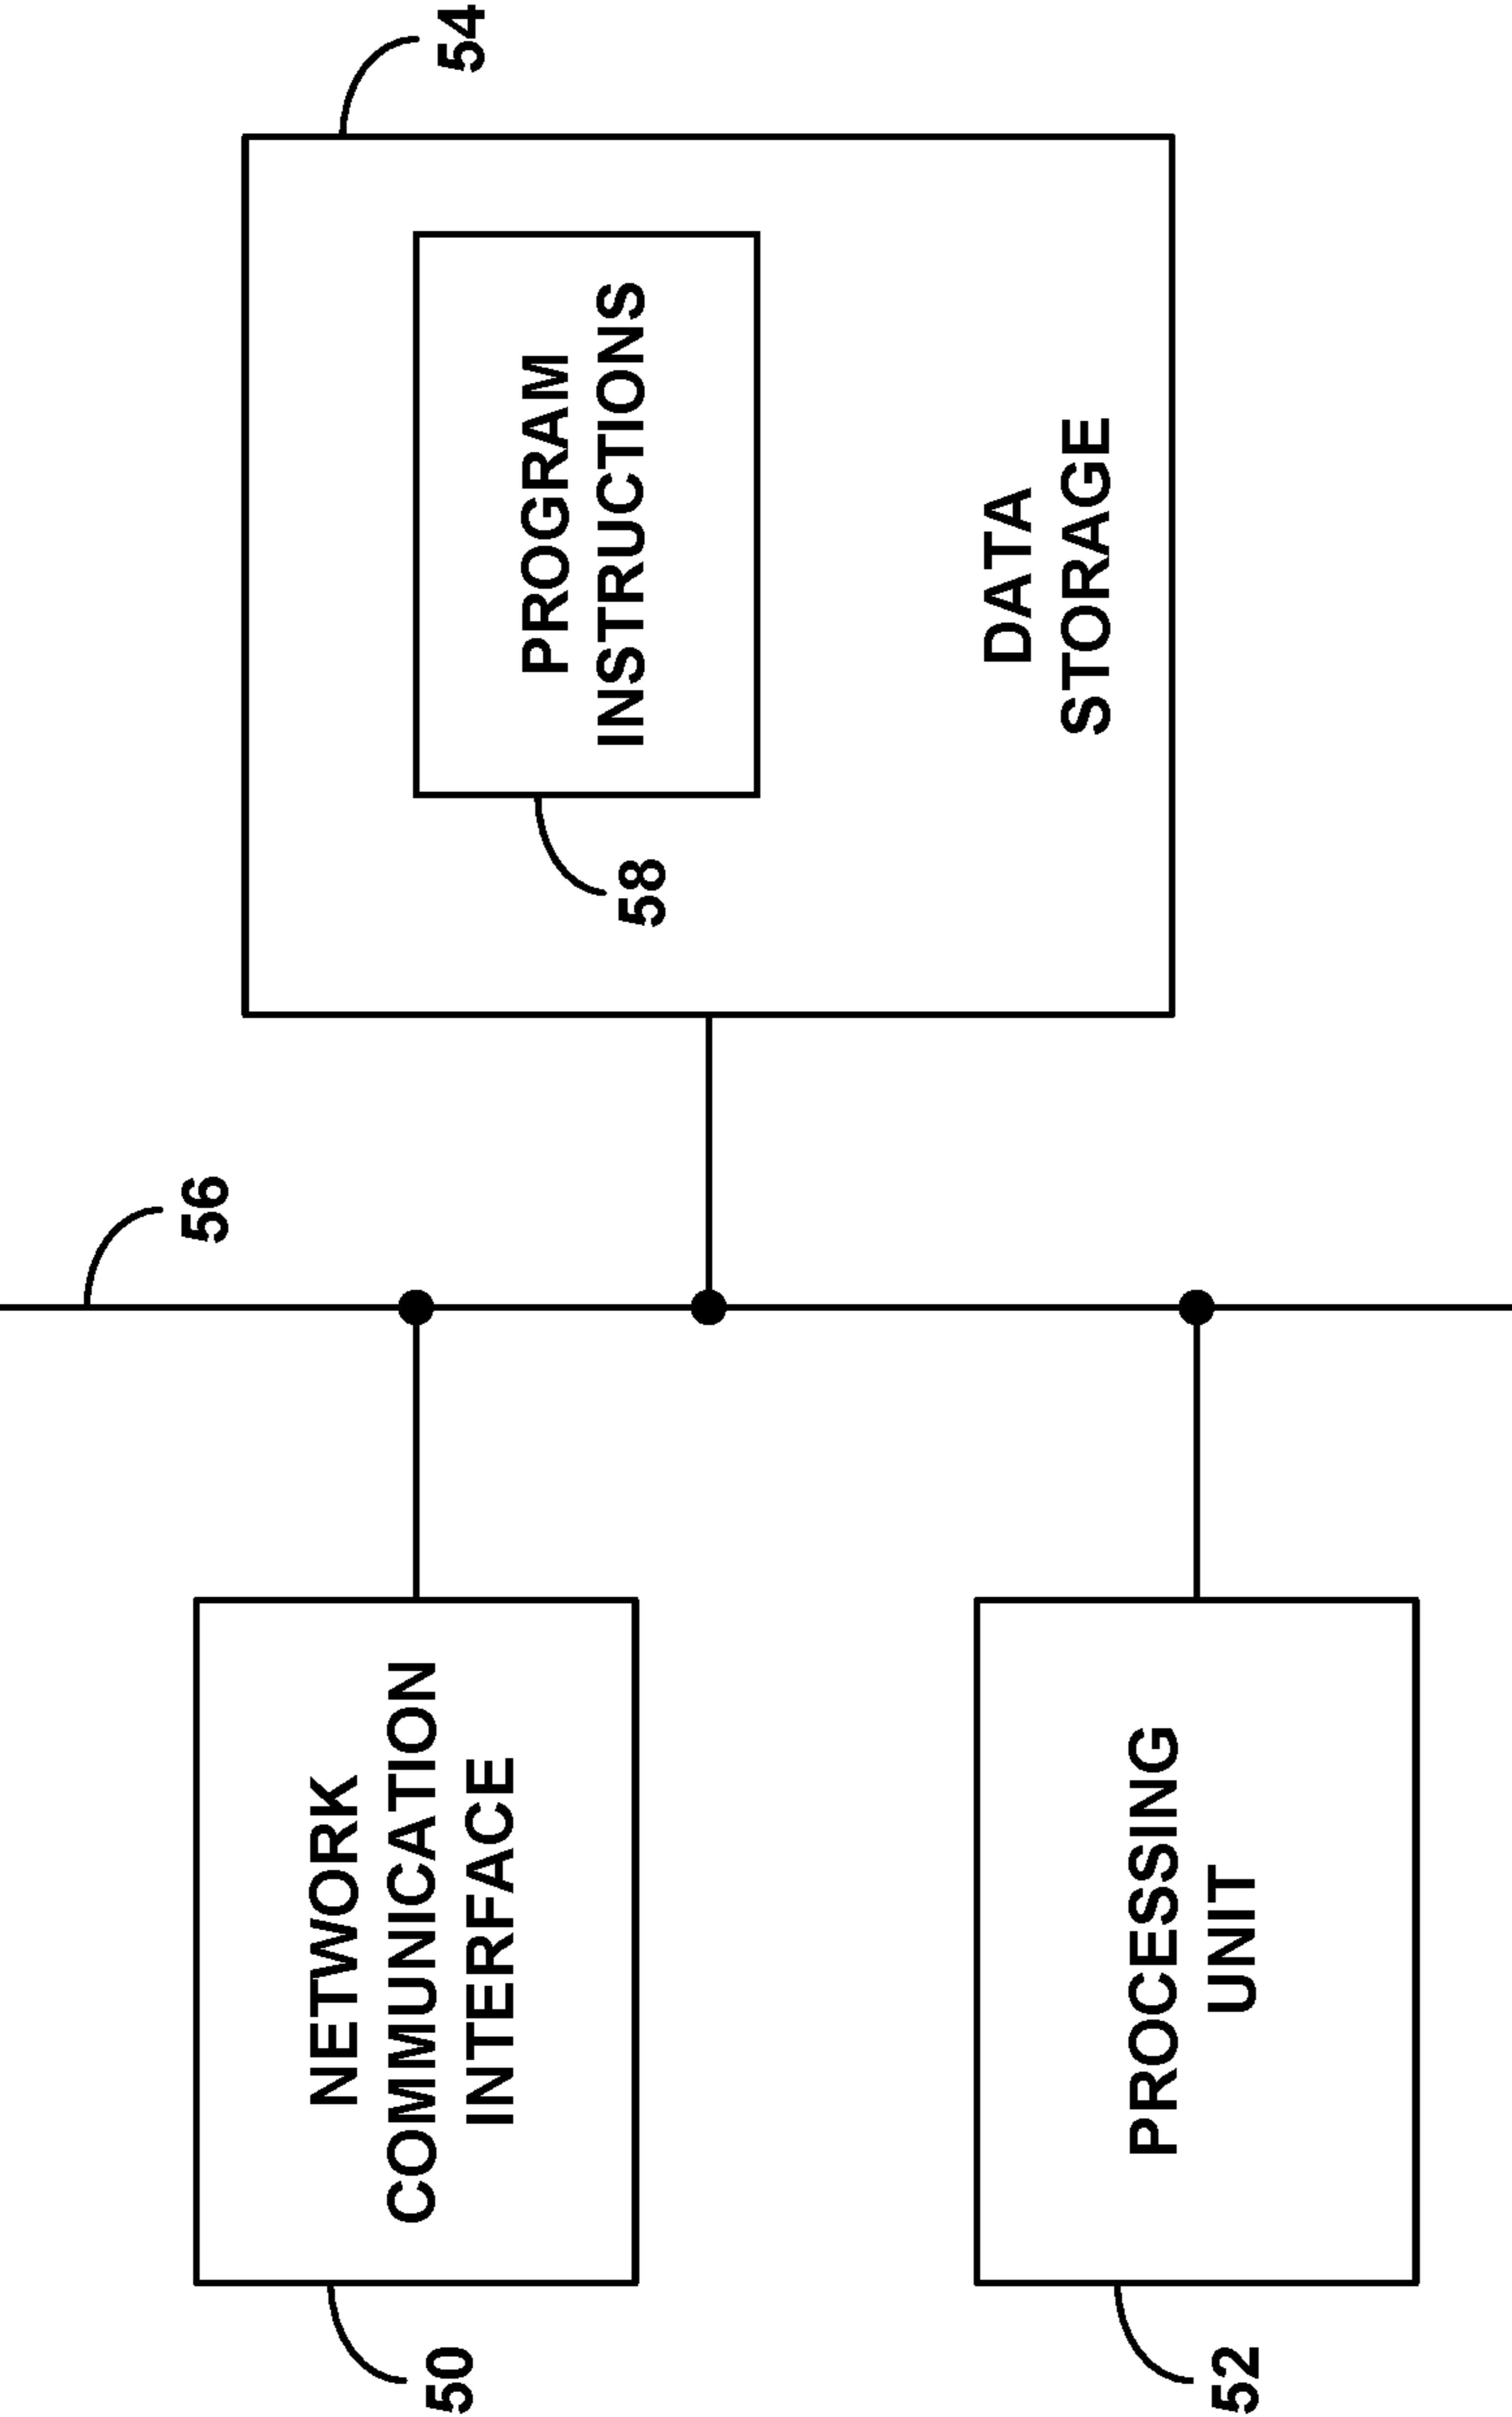 56
50
NETWORK
COMMUNICATION
INTERFACE
54
PROGRAM
INSTRUCTIONS
58
DATA
STORAGE
52
PROCESSING
UNIT